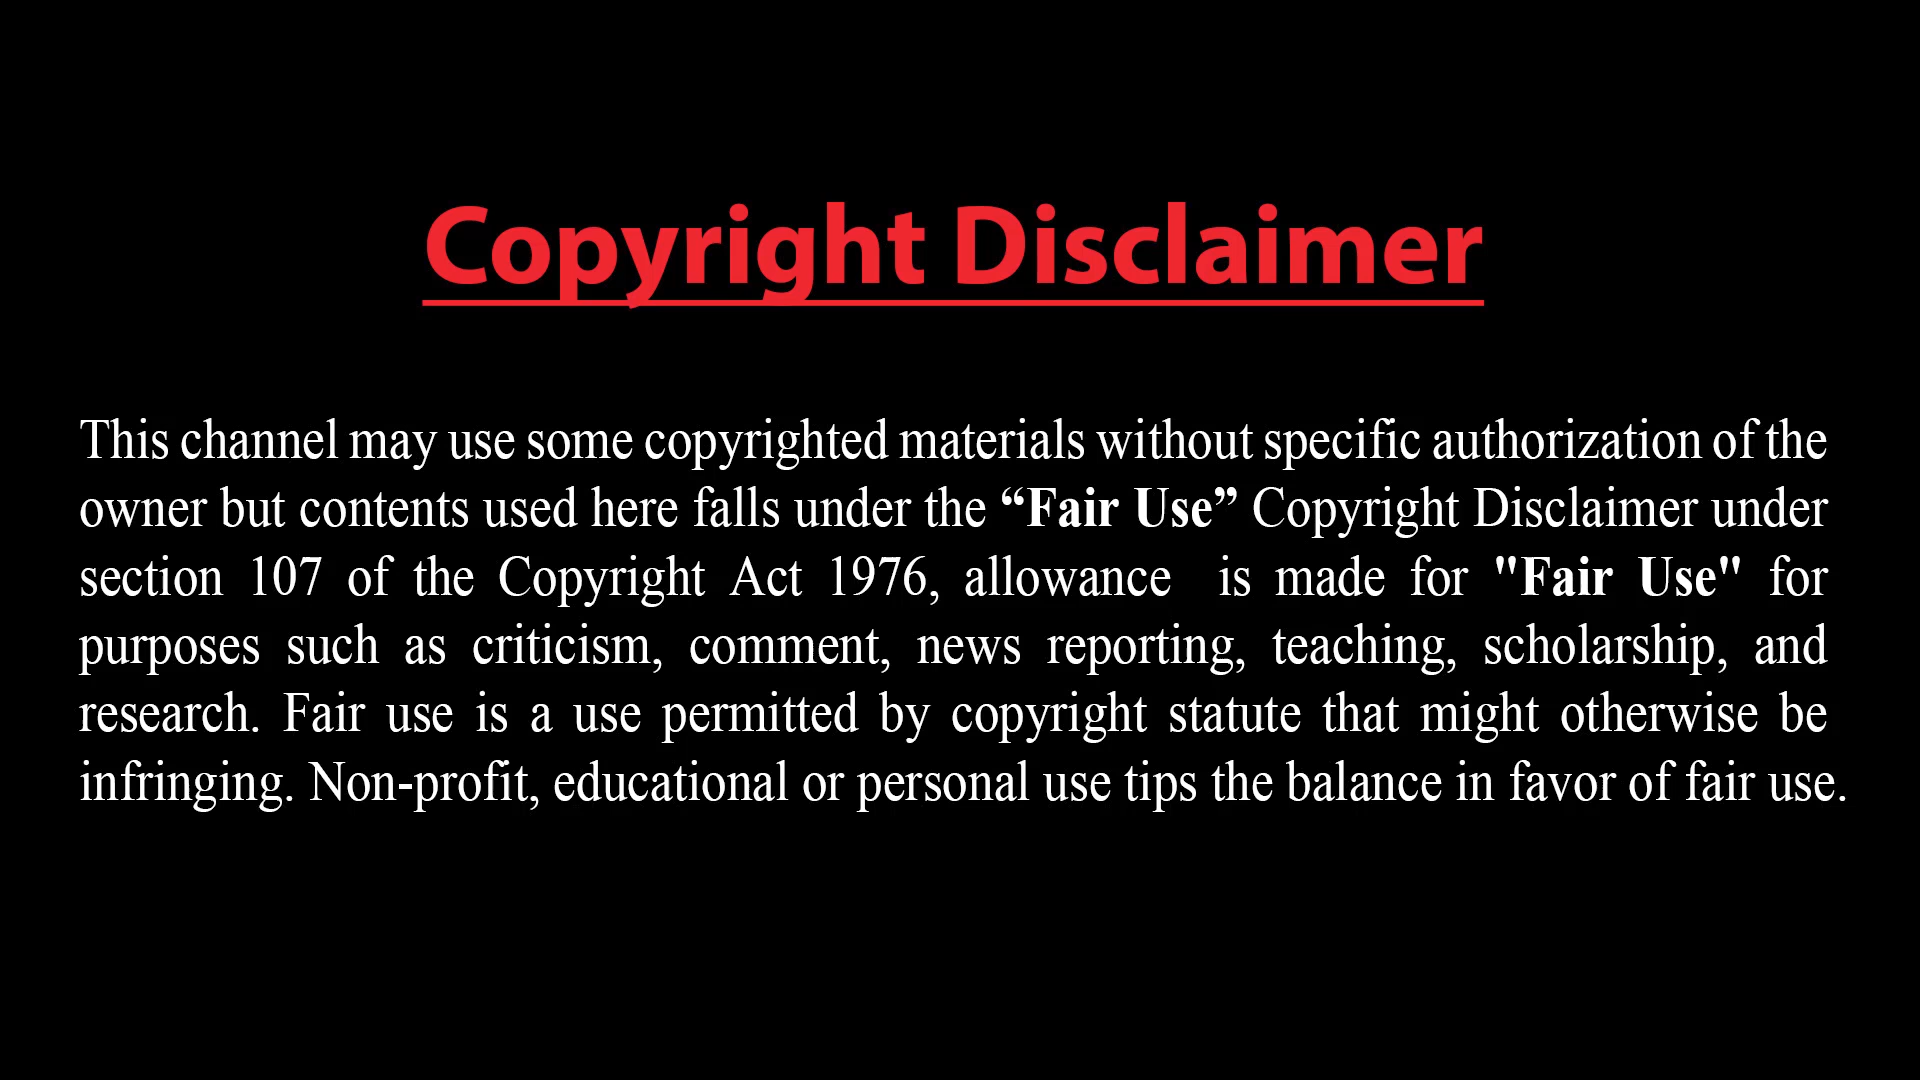 Copyright Disclaimer
This channel may use some copyrighted materials without specific authorization of the
owner but contents used here falls under the “Fair Use” Copyright Disclaimer under
section 107 of the Copyright Act 1976, allowance  is made for "Fair Use" for
purposes such as criticism, comment, news reporting, teaching, scholarship, and
research. Fair use is a use permitted by copyright statute that might otherwise be
infringing. Non-profit, educational or personal use tips the balance in favor of fair use.